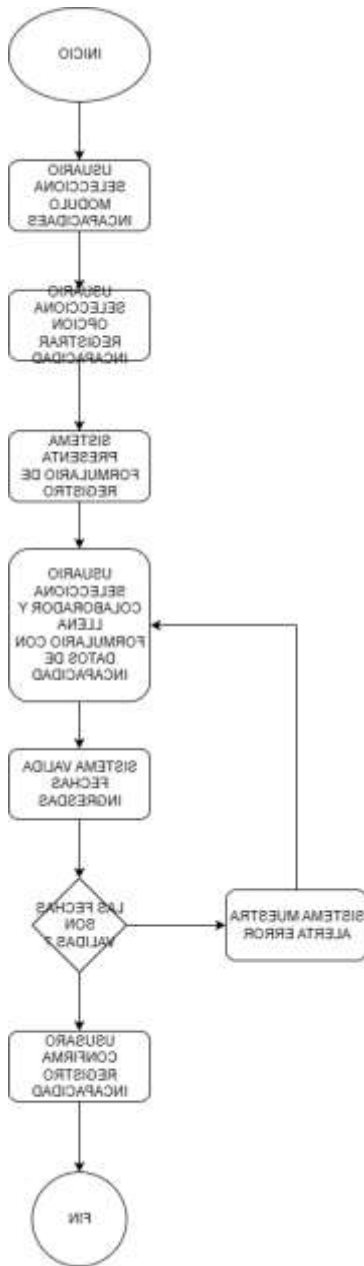 INICIO
USUARIO
SELECCIONA
MODULO
INCAPACIDAES
USUARIO
SELECCIONA
OPCION
REGISTRAR
INCAPACIDAD
SISTEMA
PRESENTA
FORMULARIO DE
REGISTRO
USUARIO
SELECCIONA
COLABORADOR Y
LLENA
FORMULARIO CON
DATOS DE
INCAPACIDAD
SISTEMA VALIDA
FECHAS
INGRESDAS
LAS FECHAS
SON
VALIDAS ?
SISTEMA MUESTRA
ALERTA ERROR
USUSARO
CONFIRMA
REGISTRO
INCAPACIDAD
FIN